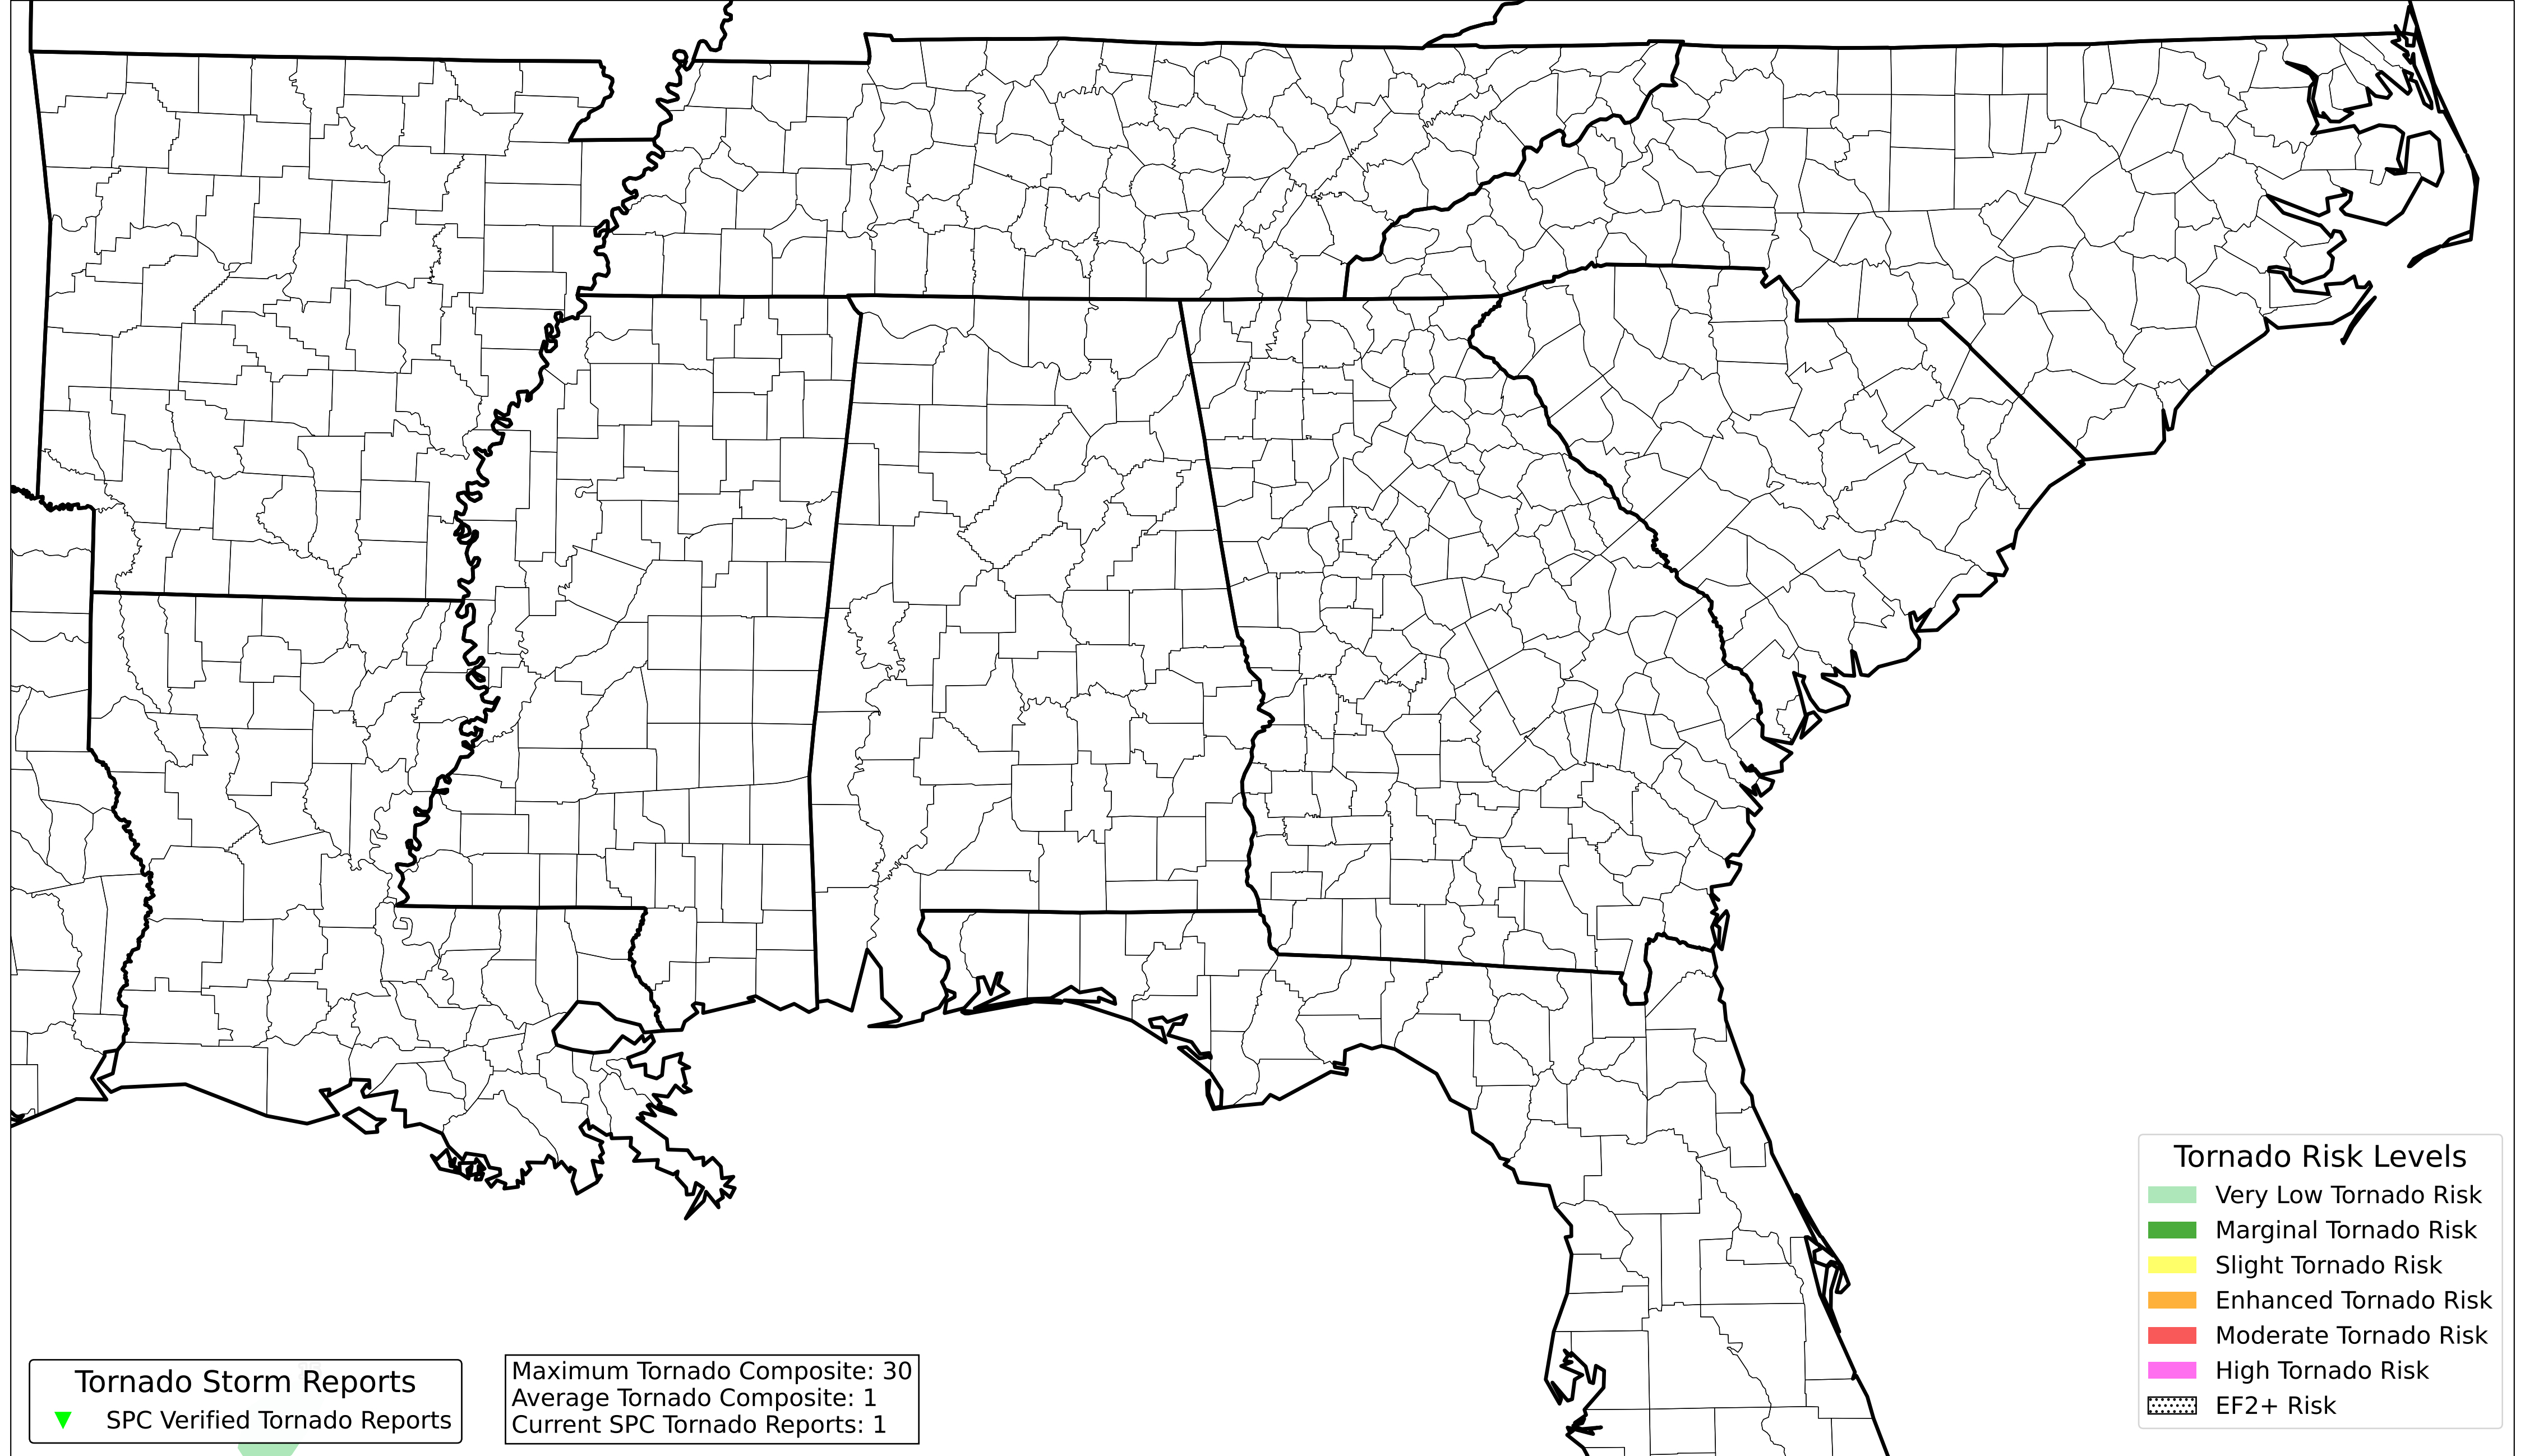 Tornado Storm Reports
SPC Verified Tornado Reports
Maximum Tornado Composite: 30
Average Tornado Composite: 1
Current SPC Tornado Reports: 1
Tornado Risk Levels
Very Low Tornado Risk
Marginal Tornado Risk
Slight Tornado Risk
Enhanced Tornado Risk
Moderate Tornado Risk
High Tornado Risk
EF2+ Risk